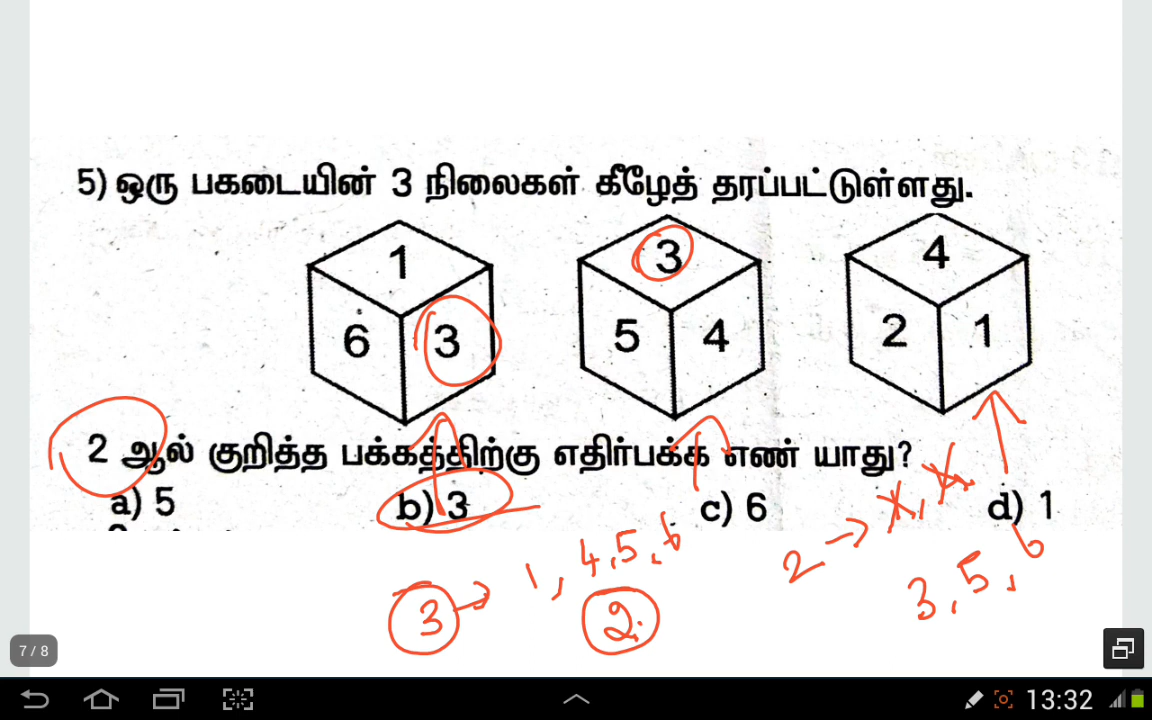 5) ஒரு பகடையின் 3 நிலைகள் கீழேத் தரப்பட்டுள்ளது.
1
6 3
3
5 4
4
2 1
2 ஆல் குறித்த பக்கத்திற்கு எதிர்பக்க எண் யாது?
a) 5 b) 3 c) 6 d) 1
3 → 1, 4, 5, 6
2
2 →
3, 5, 6
7 / 8
13:32